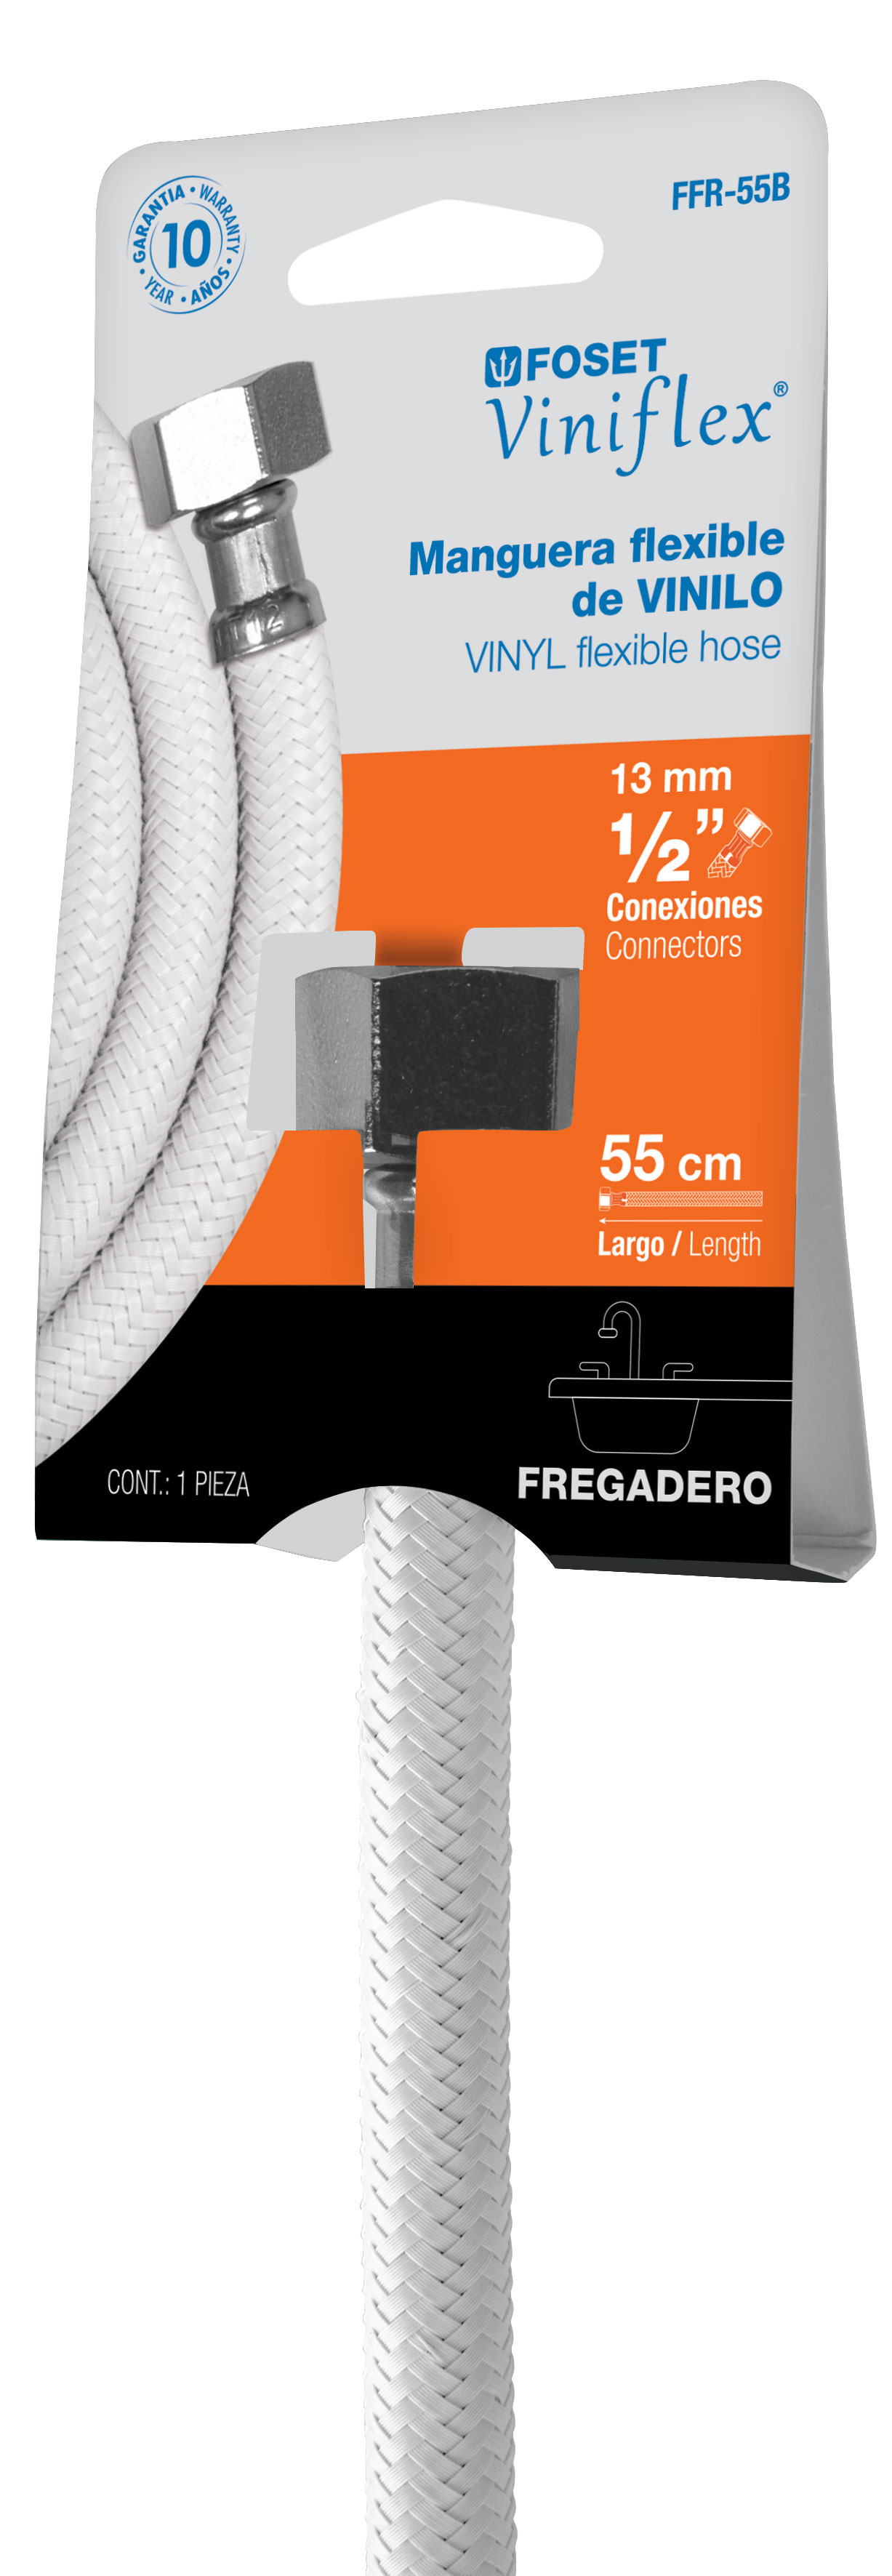 GARANTIA • WARRANTY
10
YEAR • AÑOS
FFR-55B
FOSET
Viniflex®
Manguera flexible
de VINILO
VINYL flexible hose
13 mm
1/2”
Conexiones
Connectors
55 cm
Largo / Length
CONT.: 1 PIEZA
FREGADERO